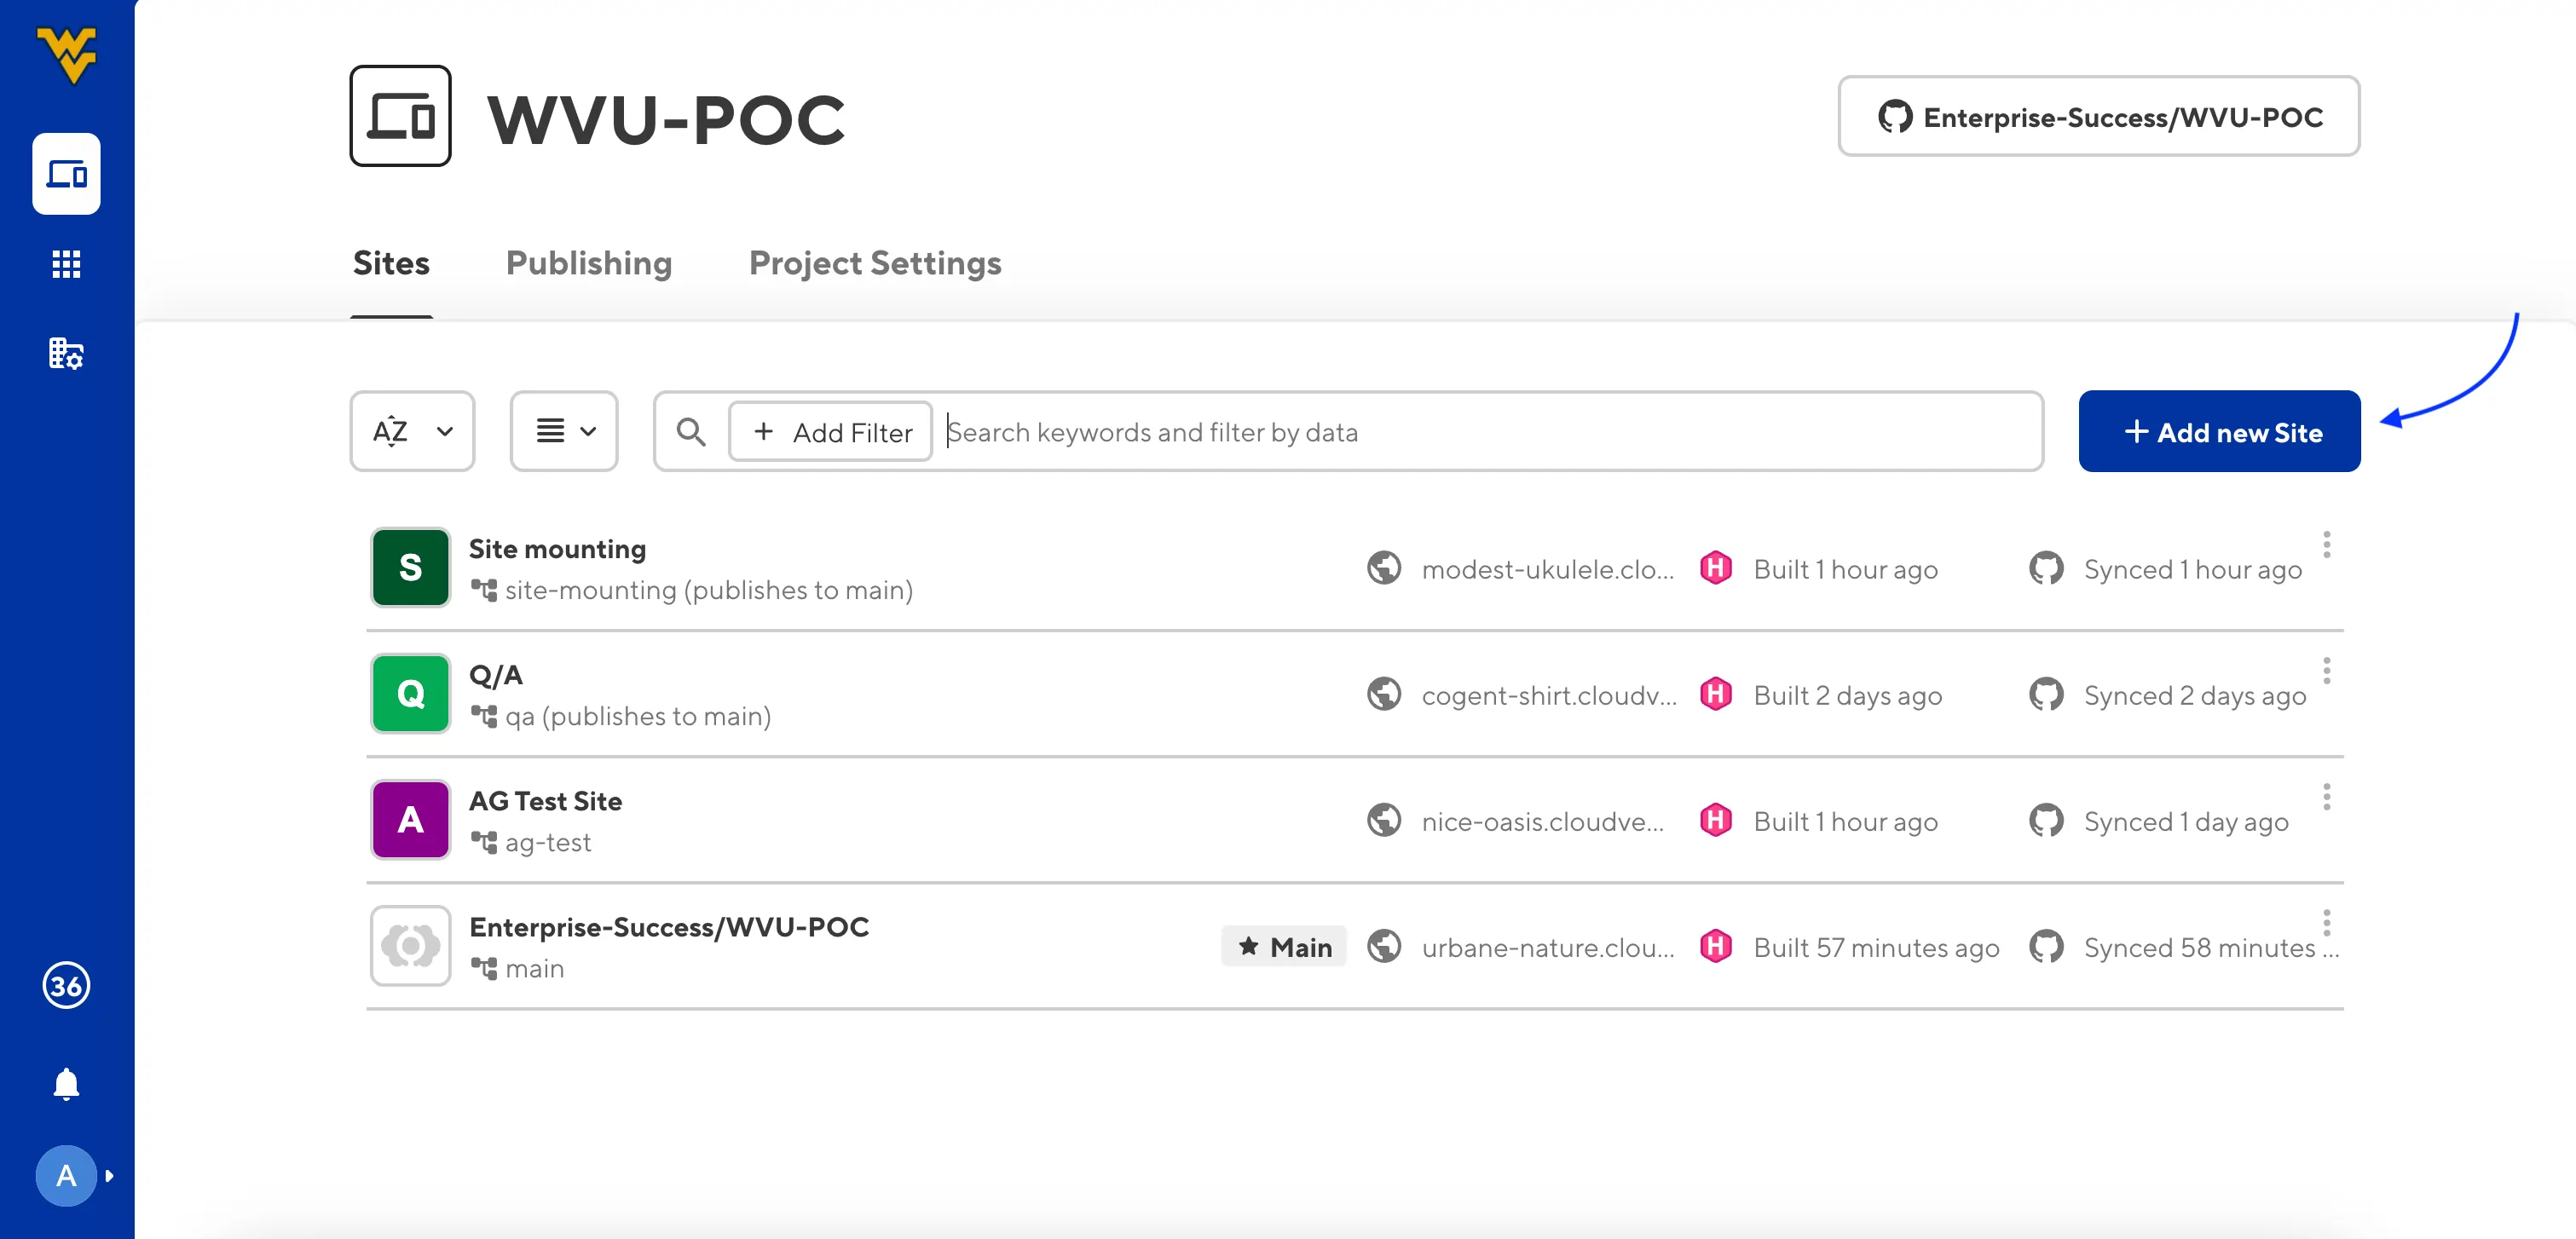 WVU-POC
Enterprise-Success/WVU-POC
Sites Publishing Project Settings
AZ + Add Filter Search keywords and filter by data + Add new Site
S Site mounting
site-mounting (publishes to main) modest-ukulele.clo... H Built 1 hour ago Synced 1 hour ago
Q Q/A
qa (publishes to main) cogent-shirt.cloudv... H Built 2 days ago Synced 2 days ago
A AG Test Site
ag-test nice-oasis.cloudve... H Built 1 hour ago Synced 1 day ago
Enterprise-Success/WVU-POC
main Main urbane-nature.clou... H Built 57 minutes ago Synced 58 minutes ...
36
A